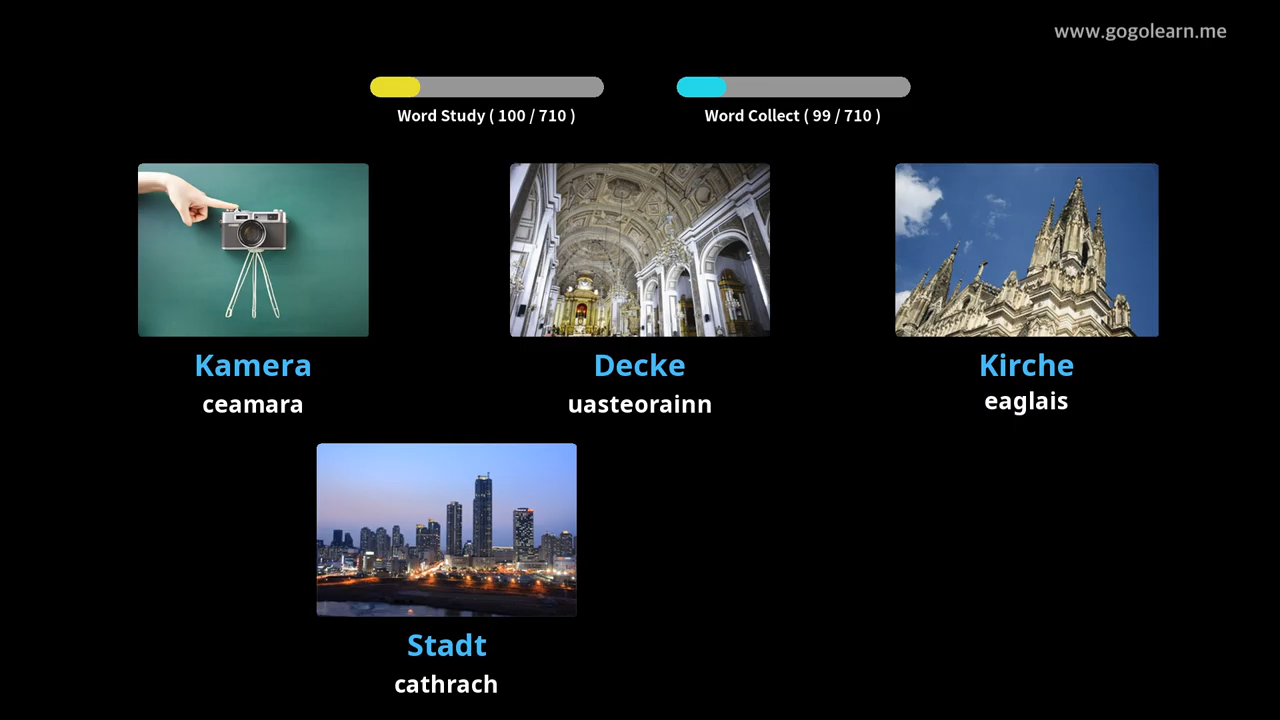 www.gogolearn.me
Word Study ( 100 / 710 )
Word Collect ( 99 / 710 )
Kamera
ceamara
Decke
uasteorainn
Kirche
eaglais
Stadt
cathrach